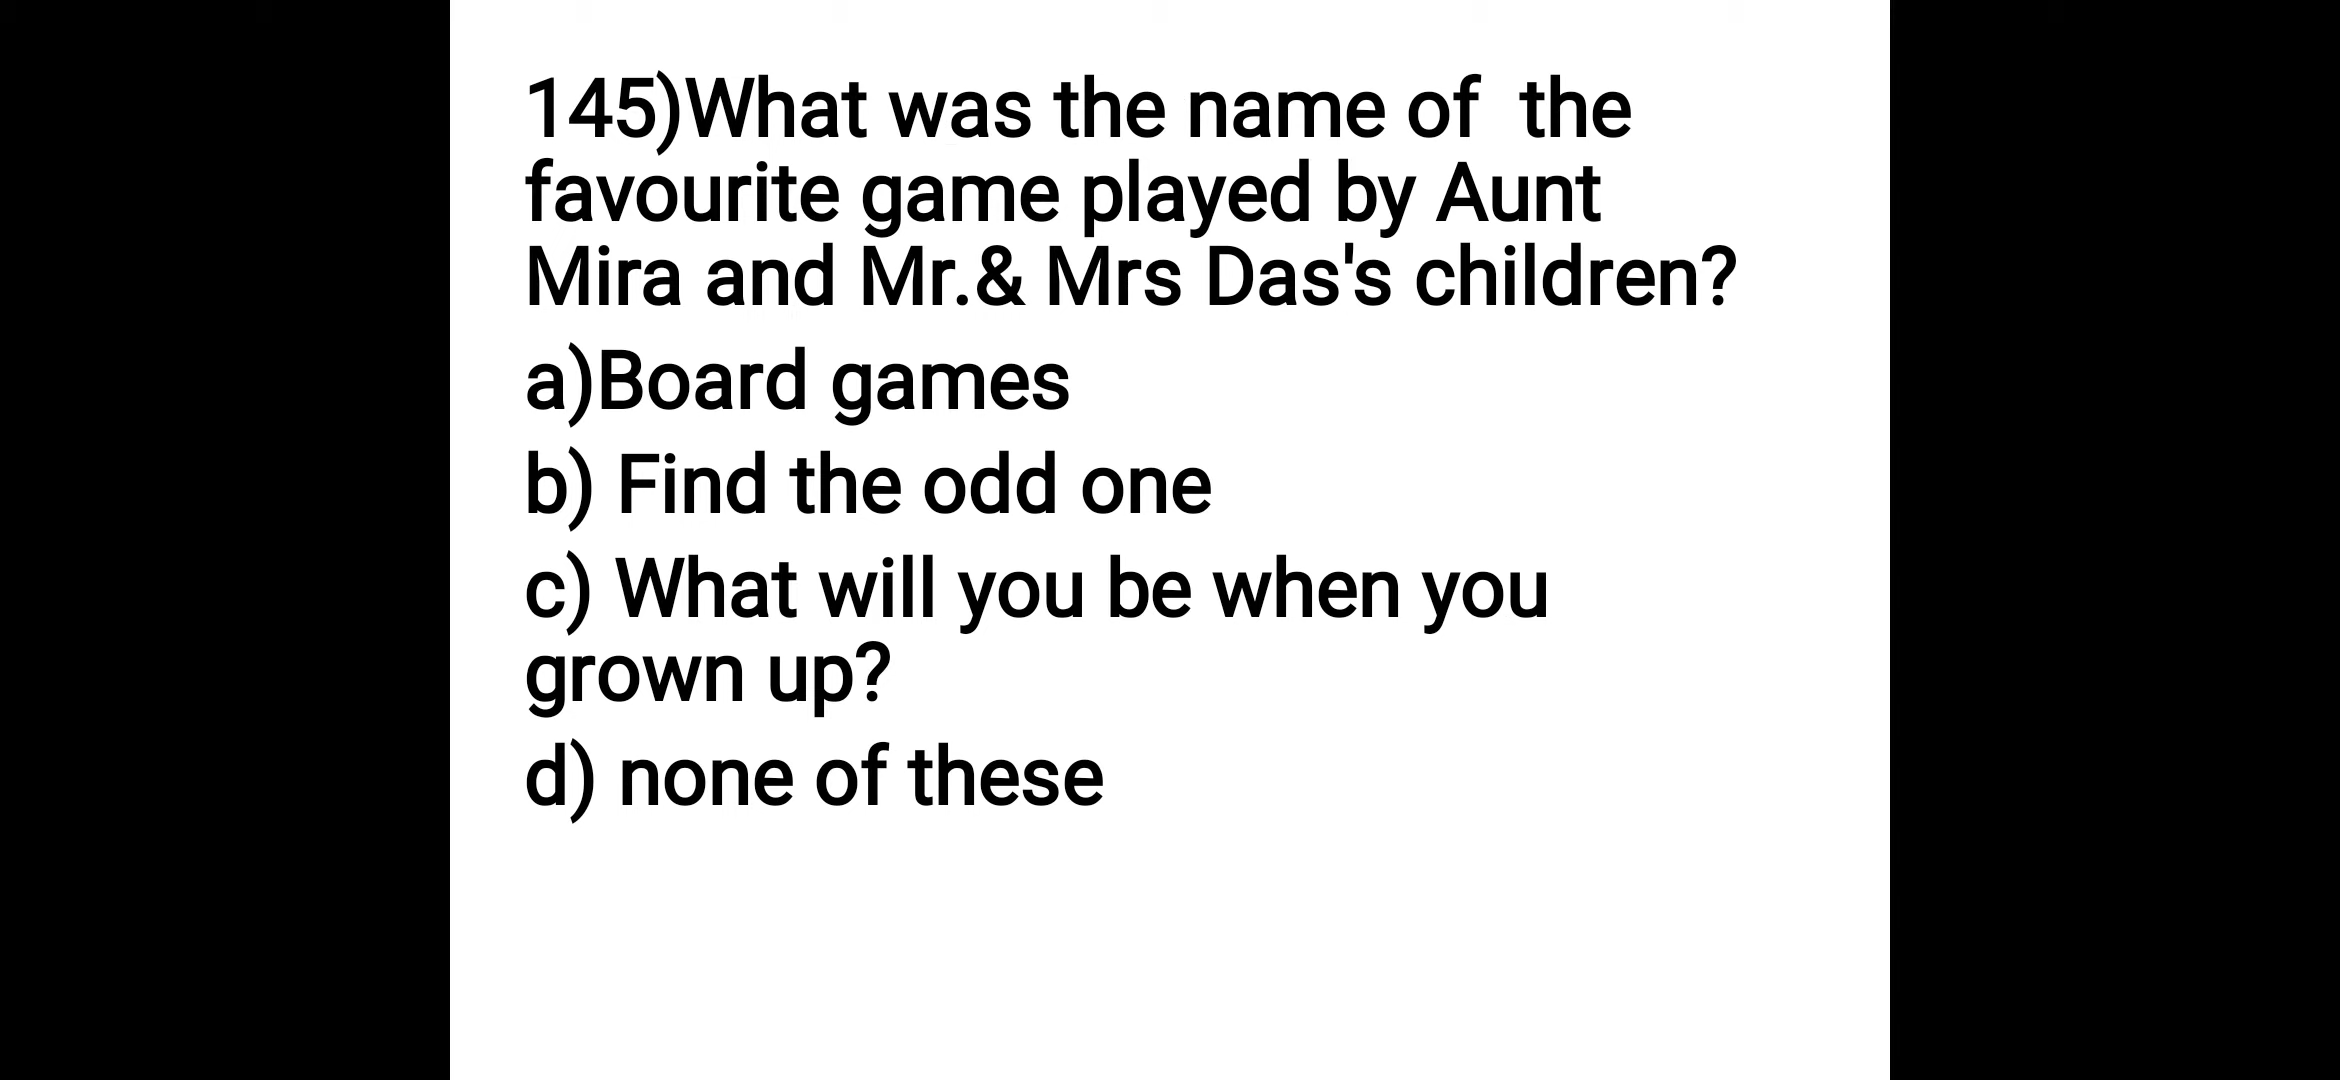 145)What was the name of  the
favourite game played by Aunt
Mira and Mr.& Mrs Das's children?
a)Board games
b) Find the odd one
c) What will you be when you
grown up?
d) none of these